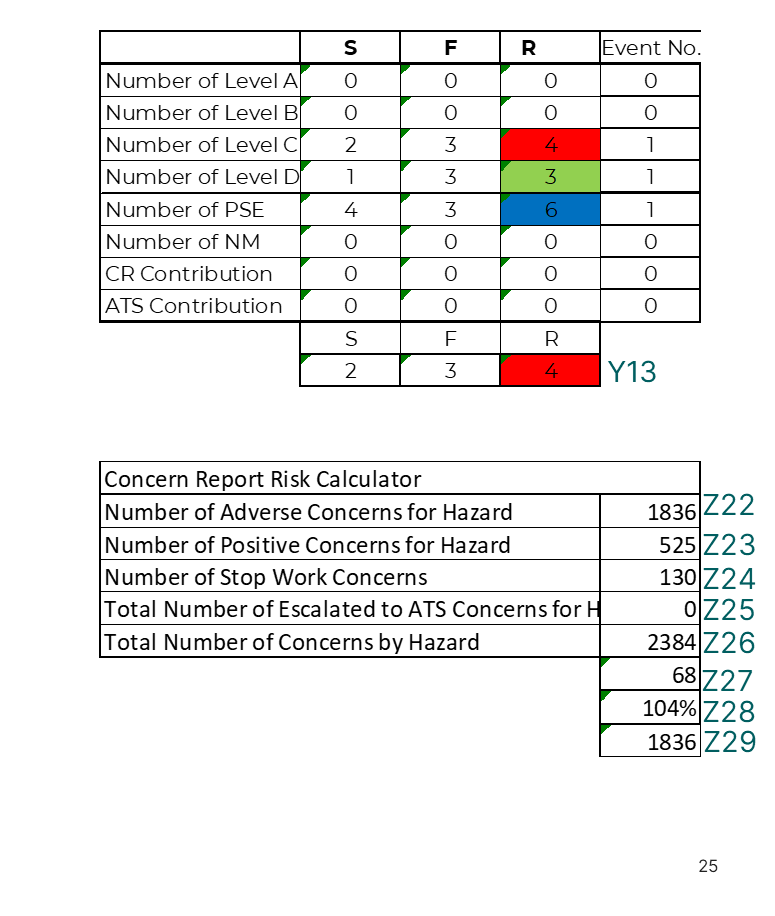 S F R Event No.
Number of Level A 0 0 0 0
Number of Level B 0 0 0 0
Number of Level C 2 3 4 1
Number of Level D 1 3 3 1
Number of PSE 4 3 6 1
Number of NM 0 0 0 0
CR Contribution 0 0 0 0
ATS Contribution 0 0 0 0
S F R
2 3 4 Y13
Concern Report Risk Calculator
Number of Adverse Concerns for Hazard 1836 Z22
Number of Positive Concerns for Hazard 525 Z23
Number of Stop Work Concerns 130 Z24
Total Number of Escalated to ATS Concerns for H 0 Z25
Total Number of Concerns by Hazard 2384 Z26
68 Z27
104% Z28
1836 Z29
25